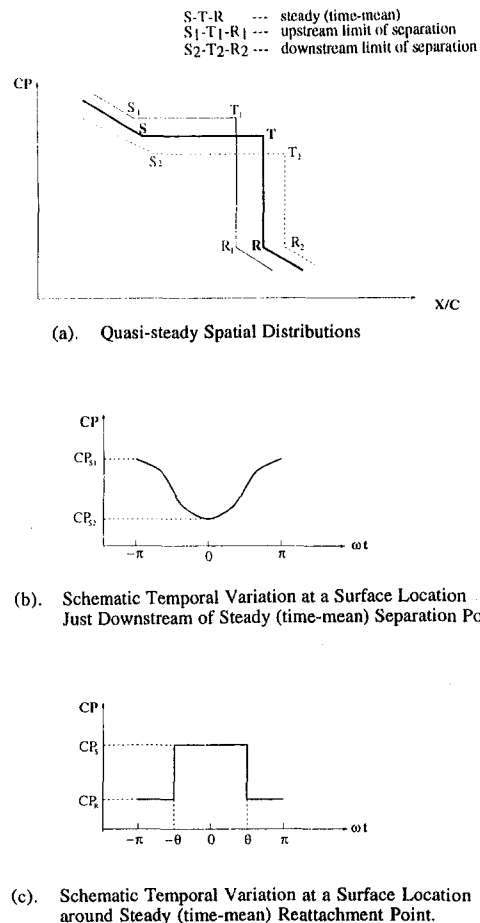 S-T-R --- steady (time-mean)
S1-T1-R1 --- upstream limit of separation
S2-T2-R2 --- downstream limit of separation
CP
S1
T1
S
T
S2
T2
R1
R
R2
X/C
(a). Quasi-steady Spatial Distributions
CP
CPS1
CPS2
-π
0
π
ωt
(b). Schematic Temporal Variation at a Surface Location
Just Downstream of Steady (time-mean) Separation Po
CP
CPS
CPR
-π
-θ
0
θ
π
ωt
(c). Schematic Temporal Variation at a Surface Location
around Steady (time-mean) Reattachment Point.